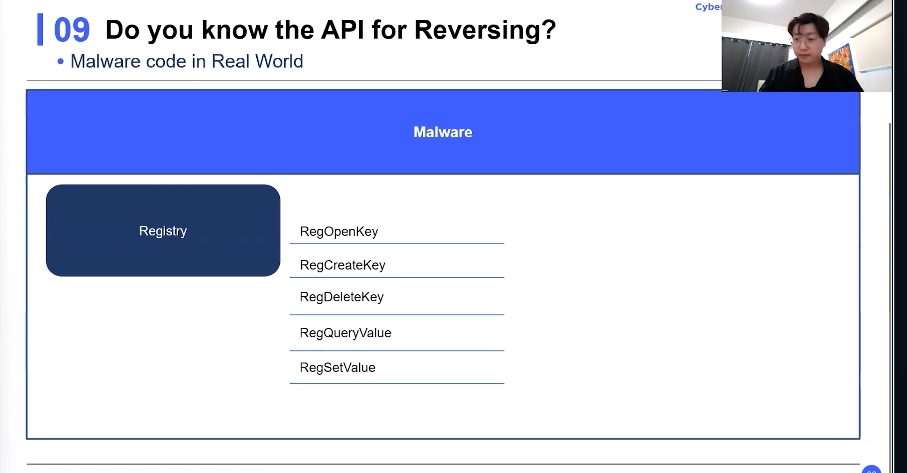 09 Do you know the API for Reversing?
Cyber
• Malware code in Real World
Malware
Registry
RegOpenKey
RegCreateKey
RegDeleteKey
RegQueryValue
RegSetValue